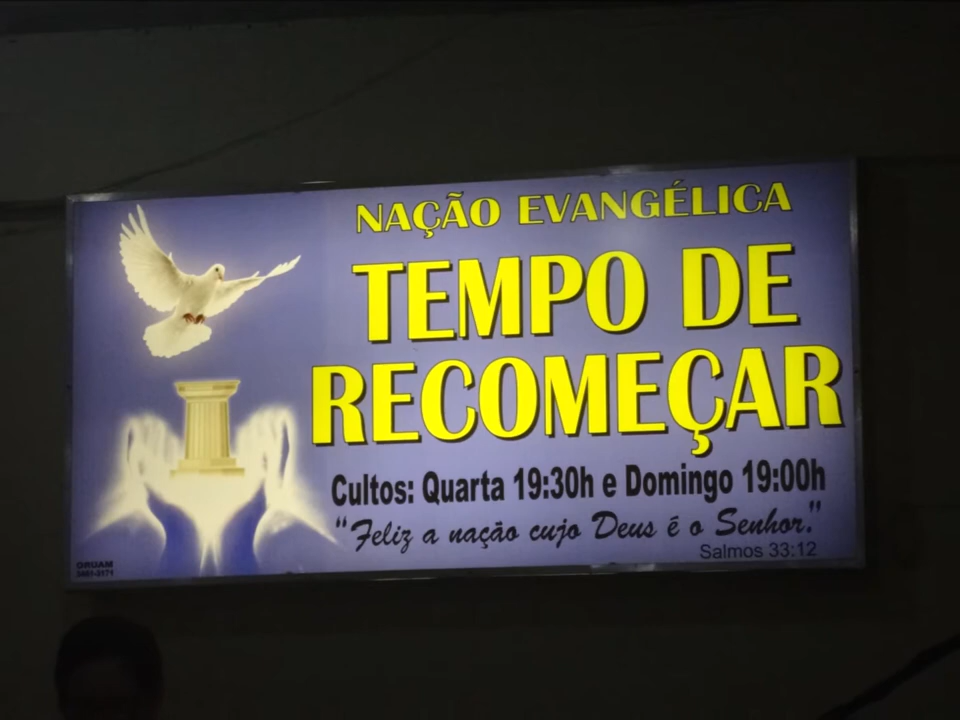 NAÇÃO EVANGÉLICA
TEMPO DE
RECOMEÇAR
Cultos: Quarta 19:30h e Domingo 19:00h
"Feliz a nação cujo Deus é o Senhor."
Salmos 33:12
ORUAM